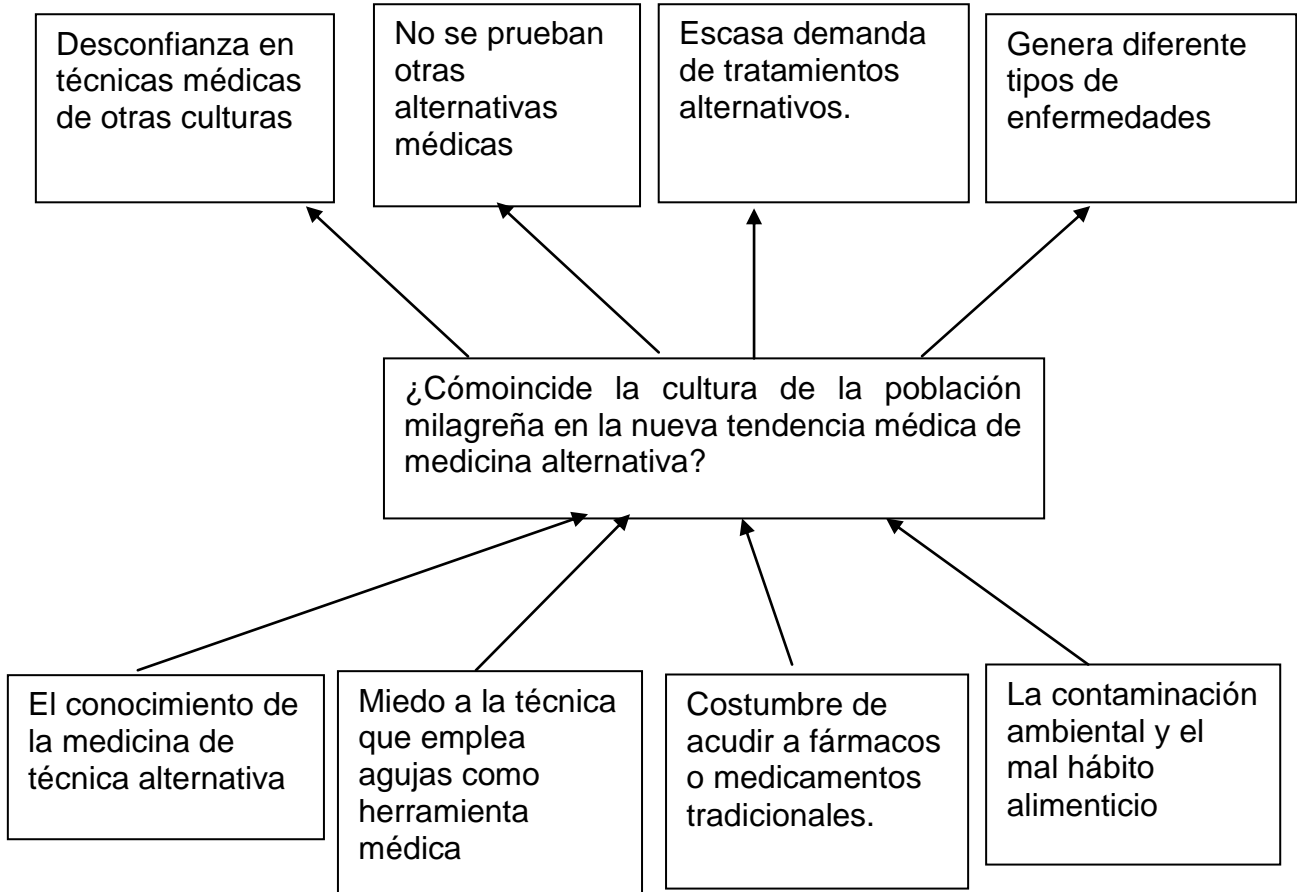 Desconfianza en
técnicas médicas
de otras culturas
No se prueban
otras
alternativas
médicas
Escasa demanda
de tratamientos
alternativos.
Genera diferente
tipos de
enfermedades
¿Cómoincide la cultura de la población
milagreña en la nueva tendencia médica de
medicina alternativa?
El conocimiento de
la medicina de
técnica alternativa
Miedo a la técnica
que emplea
agujas como
herramienta
médica
Costumbre de
acudir a fármacos
o medicamentos
tradicionales.
La contaminación
ambiental y el
mal hábito
alimenticio